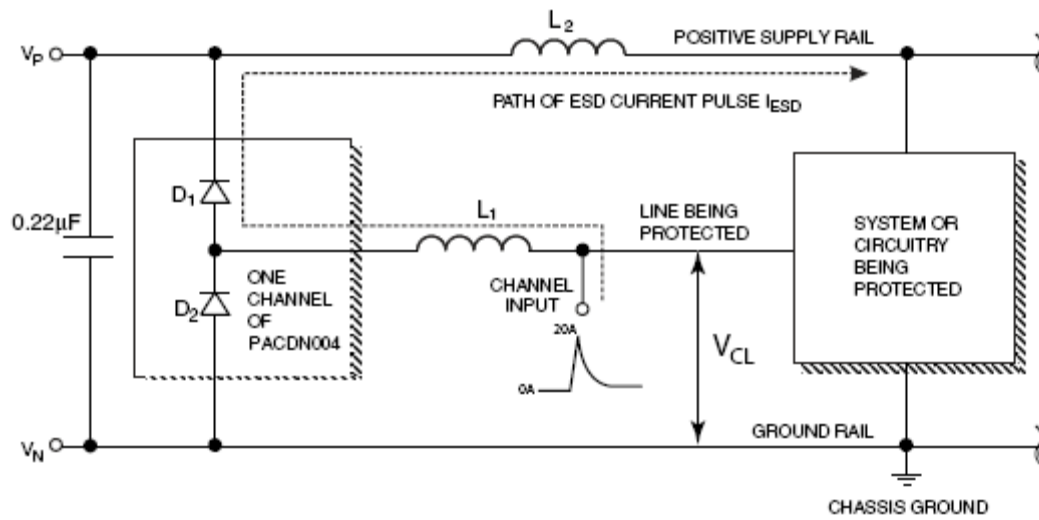 L2
VP
POSITIVE SUPPLY RAIL
PATH OF ESD CURRENT PULSE IESD
D1
0.22µF
L1
LINE BEING
PROTECTED
SYSTEM OR
CIRCUITRY
BEING
PROTECTED
ONE
CHANNEL
OF
PACDN004
D2
CHANNEL
INPUT
20A
0A
VCL
VN
GROUND RAIL
CHASSIS GROUND